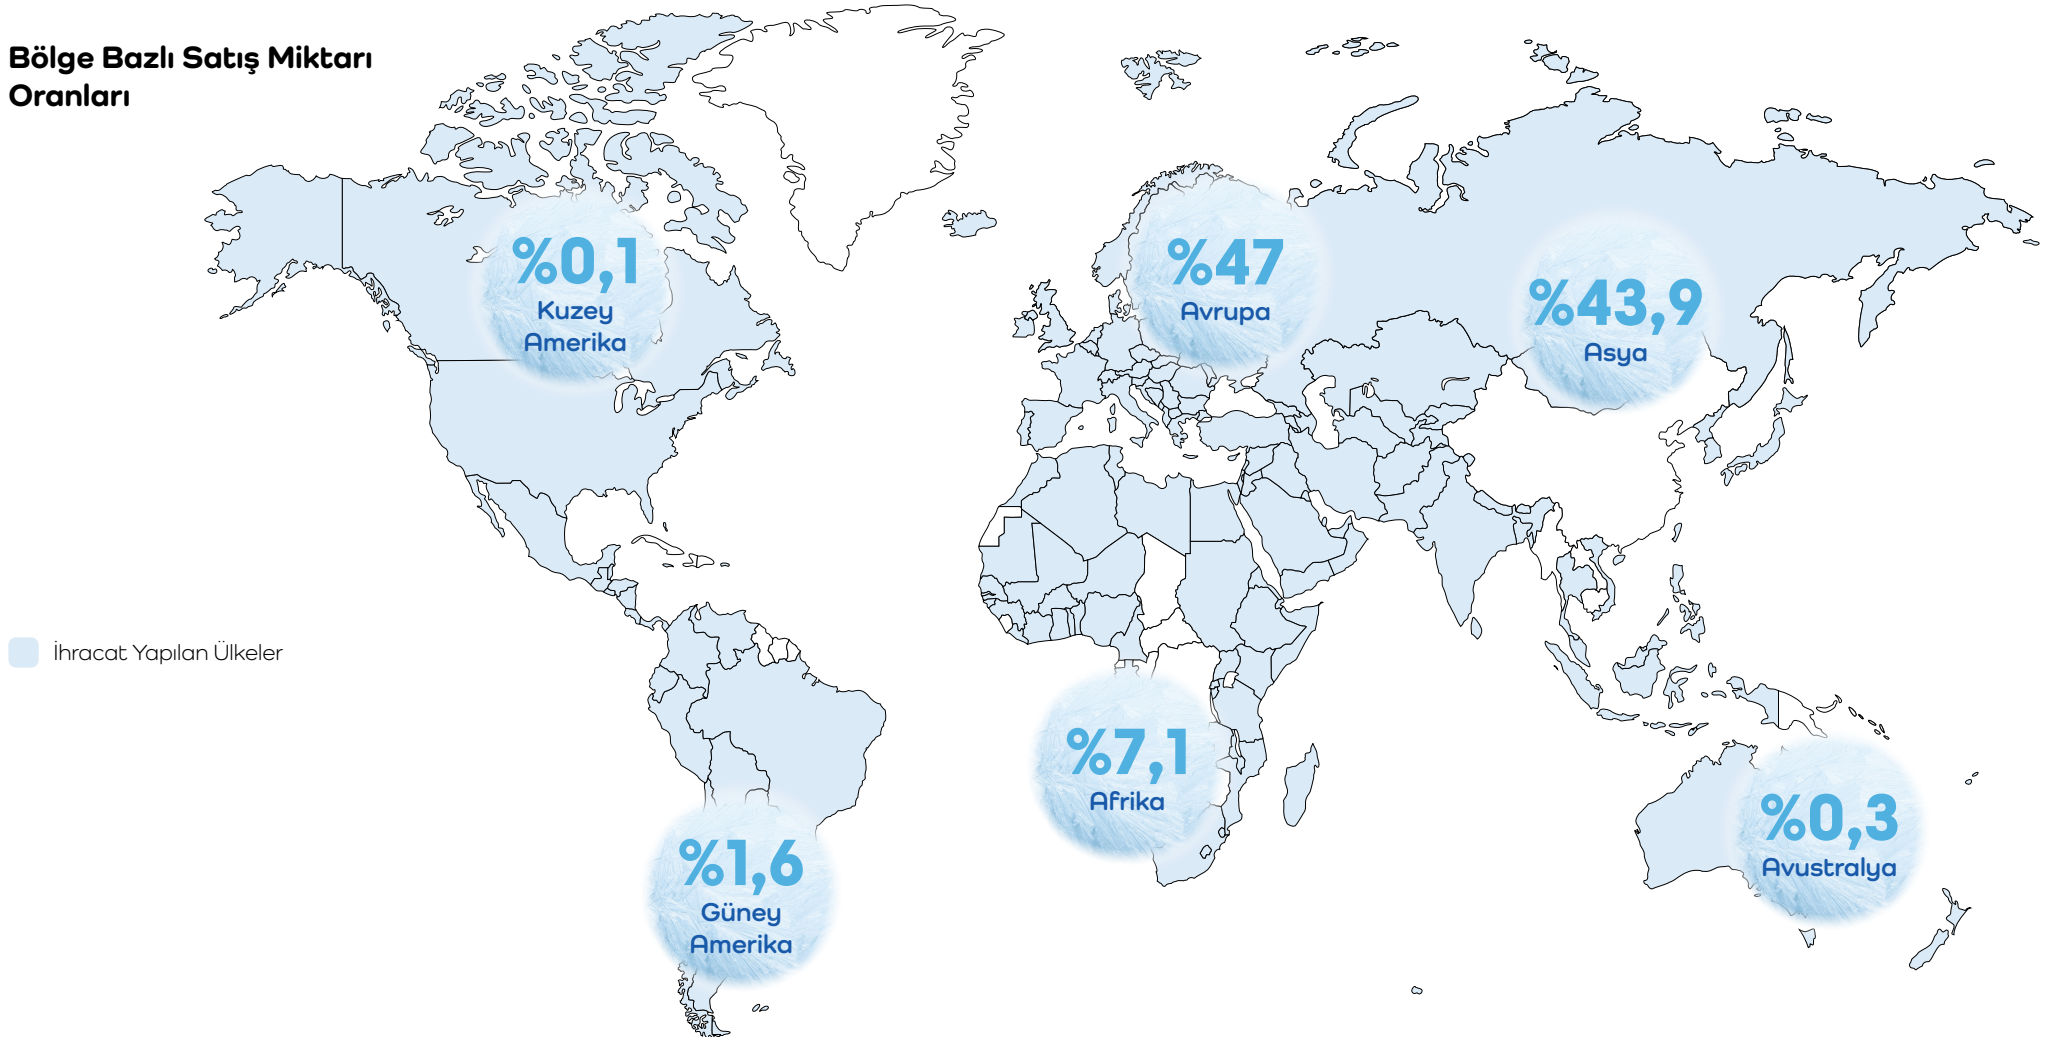 Bölge Bazlı Satış Miktarı
Oranları
%0,1
Kuzey
Amerika
%47
Avrupa
%43,9
Asya
İhracat Yapılan Ülkeler
%7,1
Afrika
%0,3
Avustralya
%1,6
Güney
Amerika